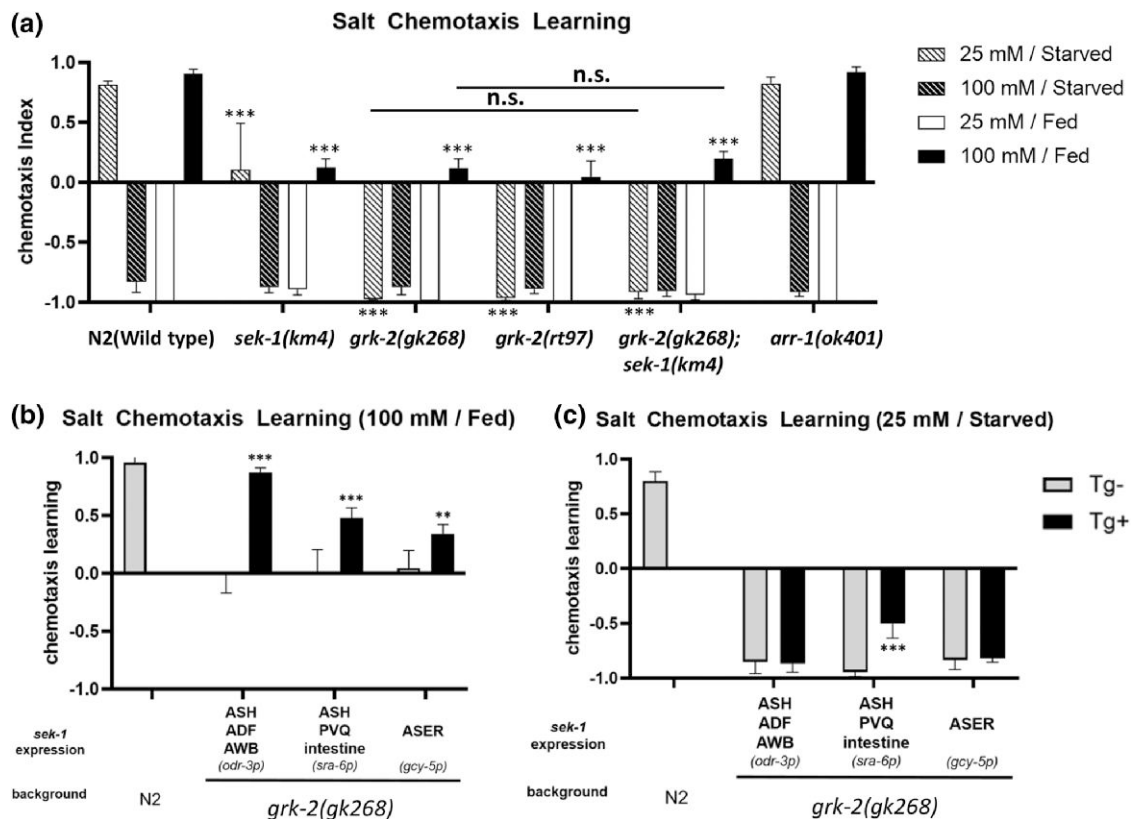 (a)
Salt Chemotaxis Learning
25 mM / Starved
100 mM / Starved
25 mM / Fed
100 mM / Fed
chemotaxis Index
1.0
0.5
0.0
-0.5
-1.0
n.s.
n.s.
*** *** *** *** ***
*** *** ***
N2(Wild type) sek-1(km4) grk-2(gk268) grk-2(rt97) grk-2(gk268); arr-1(ok401)
sek-1(km4)
(b) Salt Chemotaxis Learning (100 mM / Fed)
chemotaxis learning
1.0
0.5
0.0
-0.5
-1.0
*** *** **
sek-1
expression
ASH ASH ASER
ADF PVQ
AWB intestine
(odr-3p) (sra-6p) (gcy-5p)
background
N2 grk-2(gk268)
(c) Salt Chemotaxis Learning (25 mM / Starved)
Tg-
Tg+
chemotaxis learning
1.0
0.5
0.0
-0.5
-1.0
***
sek-1
expression
ASH ASH ASER
ADF PVQ
AWB intestine
(odr-3p) (sra-6p) (gcy-5p)
background
N2 grk-2(gk268)